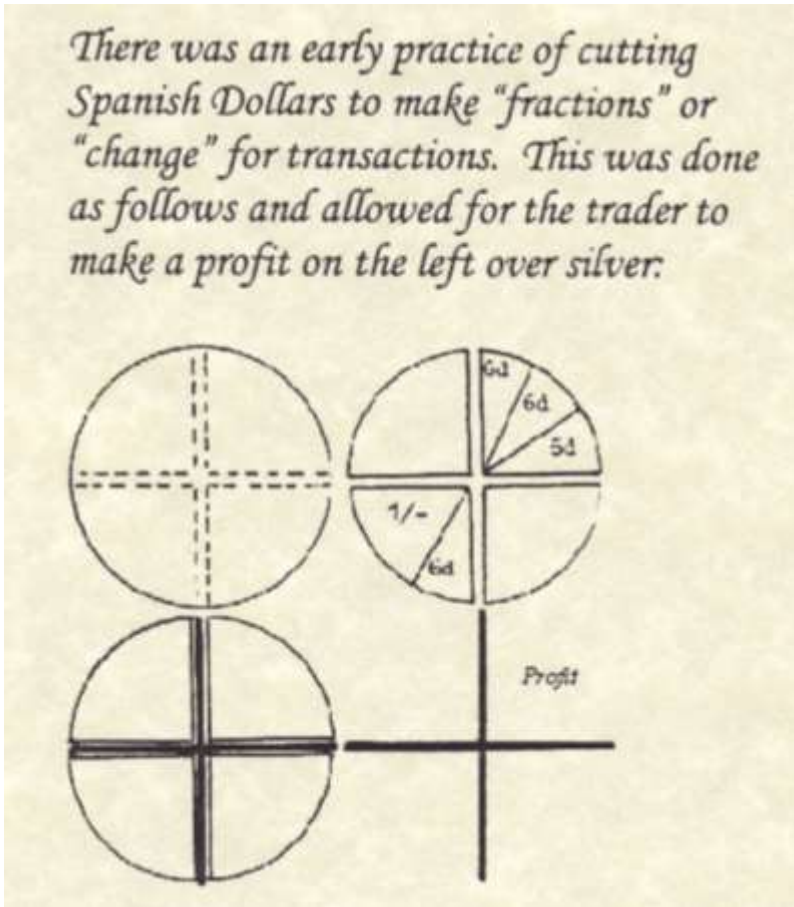 There was an early practice of cutting
Spanish Dollars to make “fractions” or
“change” for transactions. This was done
as follows and allowed for the trader to
make a profit on the left over silver:
6d
6d
5d
1/-
6d
Profit